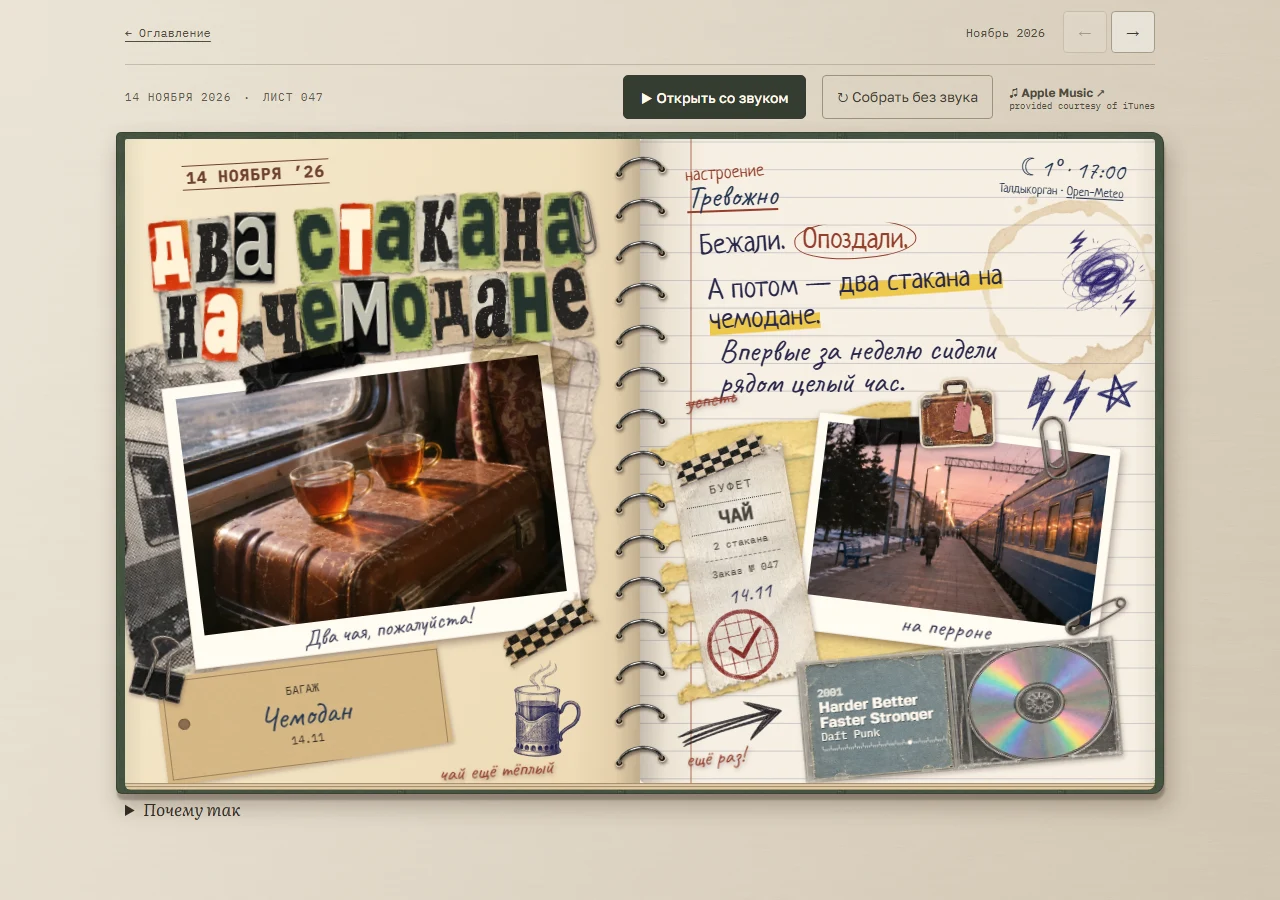 ← Оглавление
Ноябрь 2026
←
→
14 НОЯБРЯ 2026 · ЛИСТ 047
▶ Открыть со звуком
↻ Собрать без звука
♫ Apple Music ↗
provided courtesy of iTunes
14 НОЯБРЯ ’26
два стакана
на чемодане
Два чая, пожалуйста!
БАГАЖ
Чемодан
14.11
чай ещё тёплый
настроение
Тревожно
☾ 1° · 17:00
Талдыкорган · Open-Meteo
Бежали. Опоздали.
А потом — два стакана на
чемодане.
Впервые за неделю сидели
рядом целый час.
успеть
БУФЕТ
ЧАЙ
2 стакана
Заказ № 047
14.11
на перроне
ещё раз!
2001
Harder Better
Faster Stronger
Daft Punk
▶ Почему так